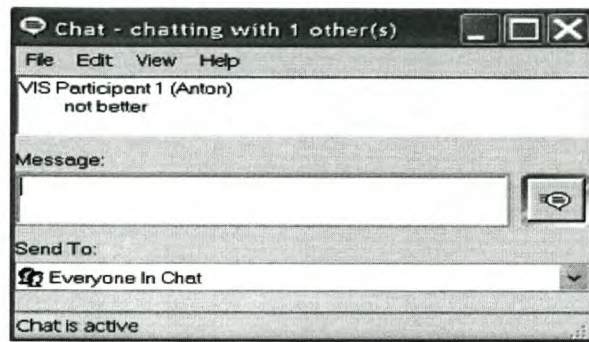 Chat - chatting with 1 other(s)
File Edit View Help
VIS Participant 1 (Anton)
not better
Message:
Send To:
Everyone In Chat
Chat is active